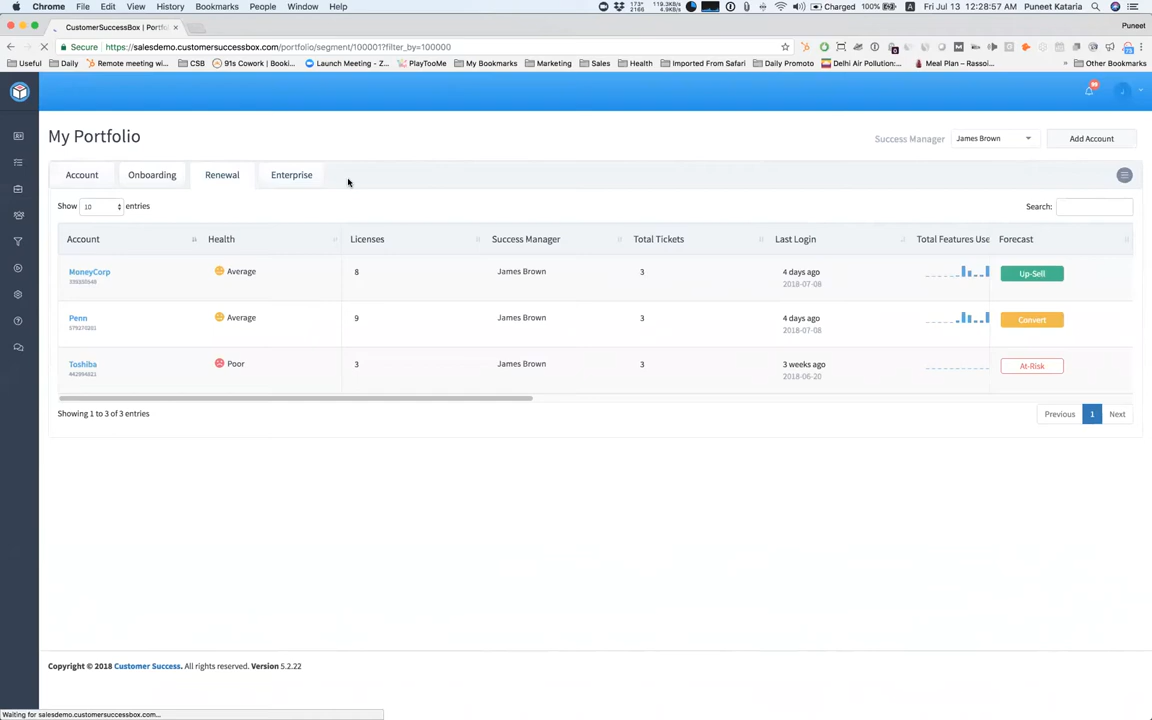 Chrome File Edit View History Bookmarks People Window Help 173° 2166 119.3KB/s 4.9KB/s Charged 100% Fri Jul 13 12:28:57 AM Puneet Kataria
CustomerSuccessBox | Portfo Puneet
Secure https://salesdemo.customersuccessbox.com/portfolio/segment/100001?filter_by=100000
Useful Daily Remote meeting wi... CSB 91s Cowork | Booki... Launch Meeting - Z... PlayTooMe My Bookmarks Marketing Sales Health Imported From Safari Daily Promoto Delhi Air Pollution:... Meal Plan – Rassoi... » Other Bookmarks
My Portfolio
Success Manager James Brown Add Account
Account Onboarding Renewal Enterprise
Show 10 entries Search:
Account Health Licenses Success Manager Total Tickets Last Login Total Features Use Forecast
MoneyCorp Average 8 James Brown 3 4 days ago Up-Sell
2018-07-08
Penn Average 9 James Brown 3 4 days ago Convert
2018-07-08
Toshiba Poor 3 James Brown 3 3 weeks ago At-Risk
2018-06-20
Showing 1 to 3 of 3 entries Previous 1 Next
Copyright © 2018 Customer Success. All rights reserved. Version 5.2.22
Waiting for salesdemo.customersuccessbox.com...